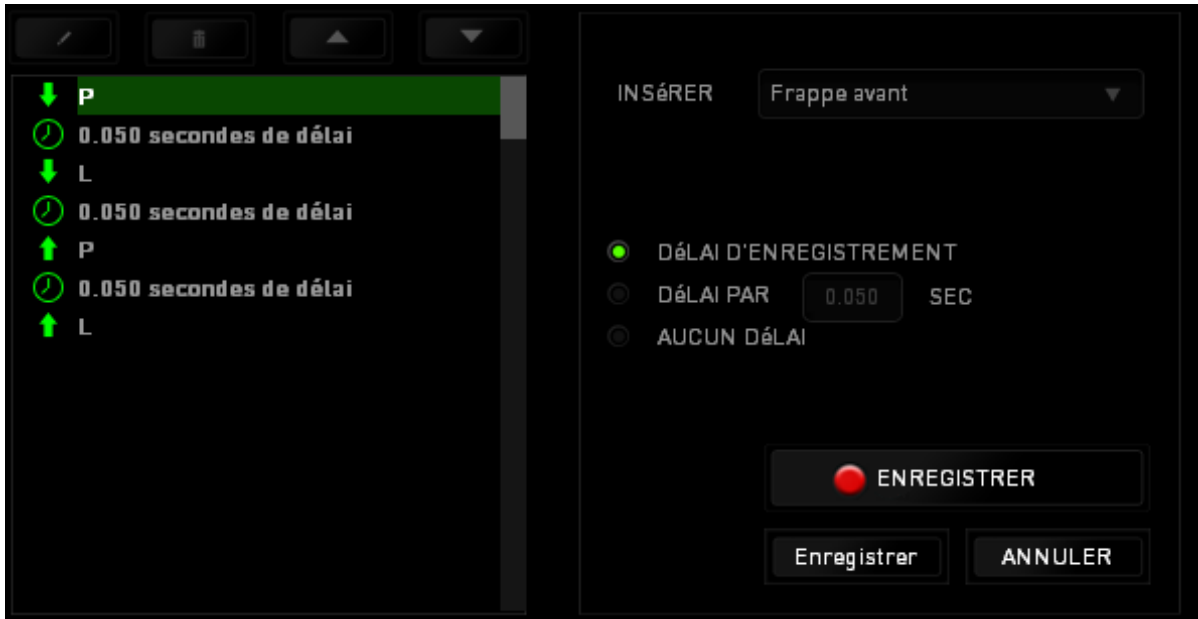 P
0.050 secondes de délai
L
0.050 secondes de délai
P
0.050 secondes de délai
L
INSéRER Frappe avant
DéLAI D'ENREGISTREMENT
DéLAI PAR 0.050 SEC
AUCUN DéLAI
ENREGISTRER
Enregistrer ANNULER